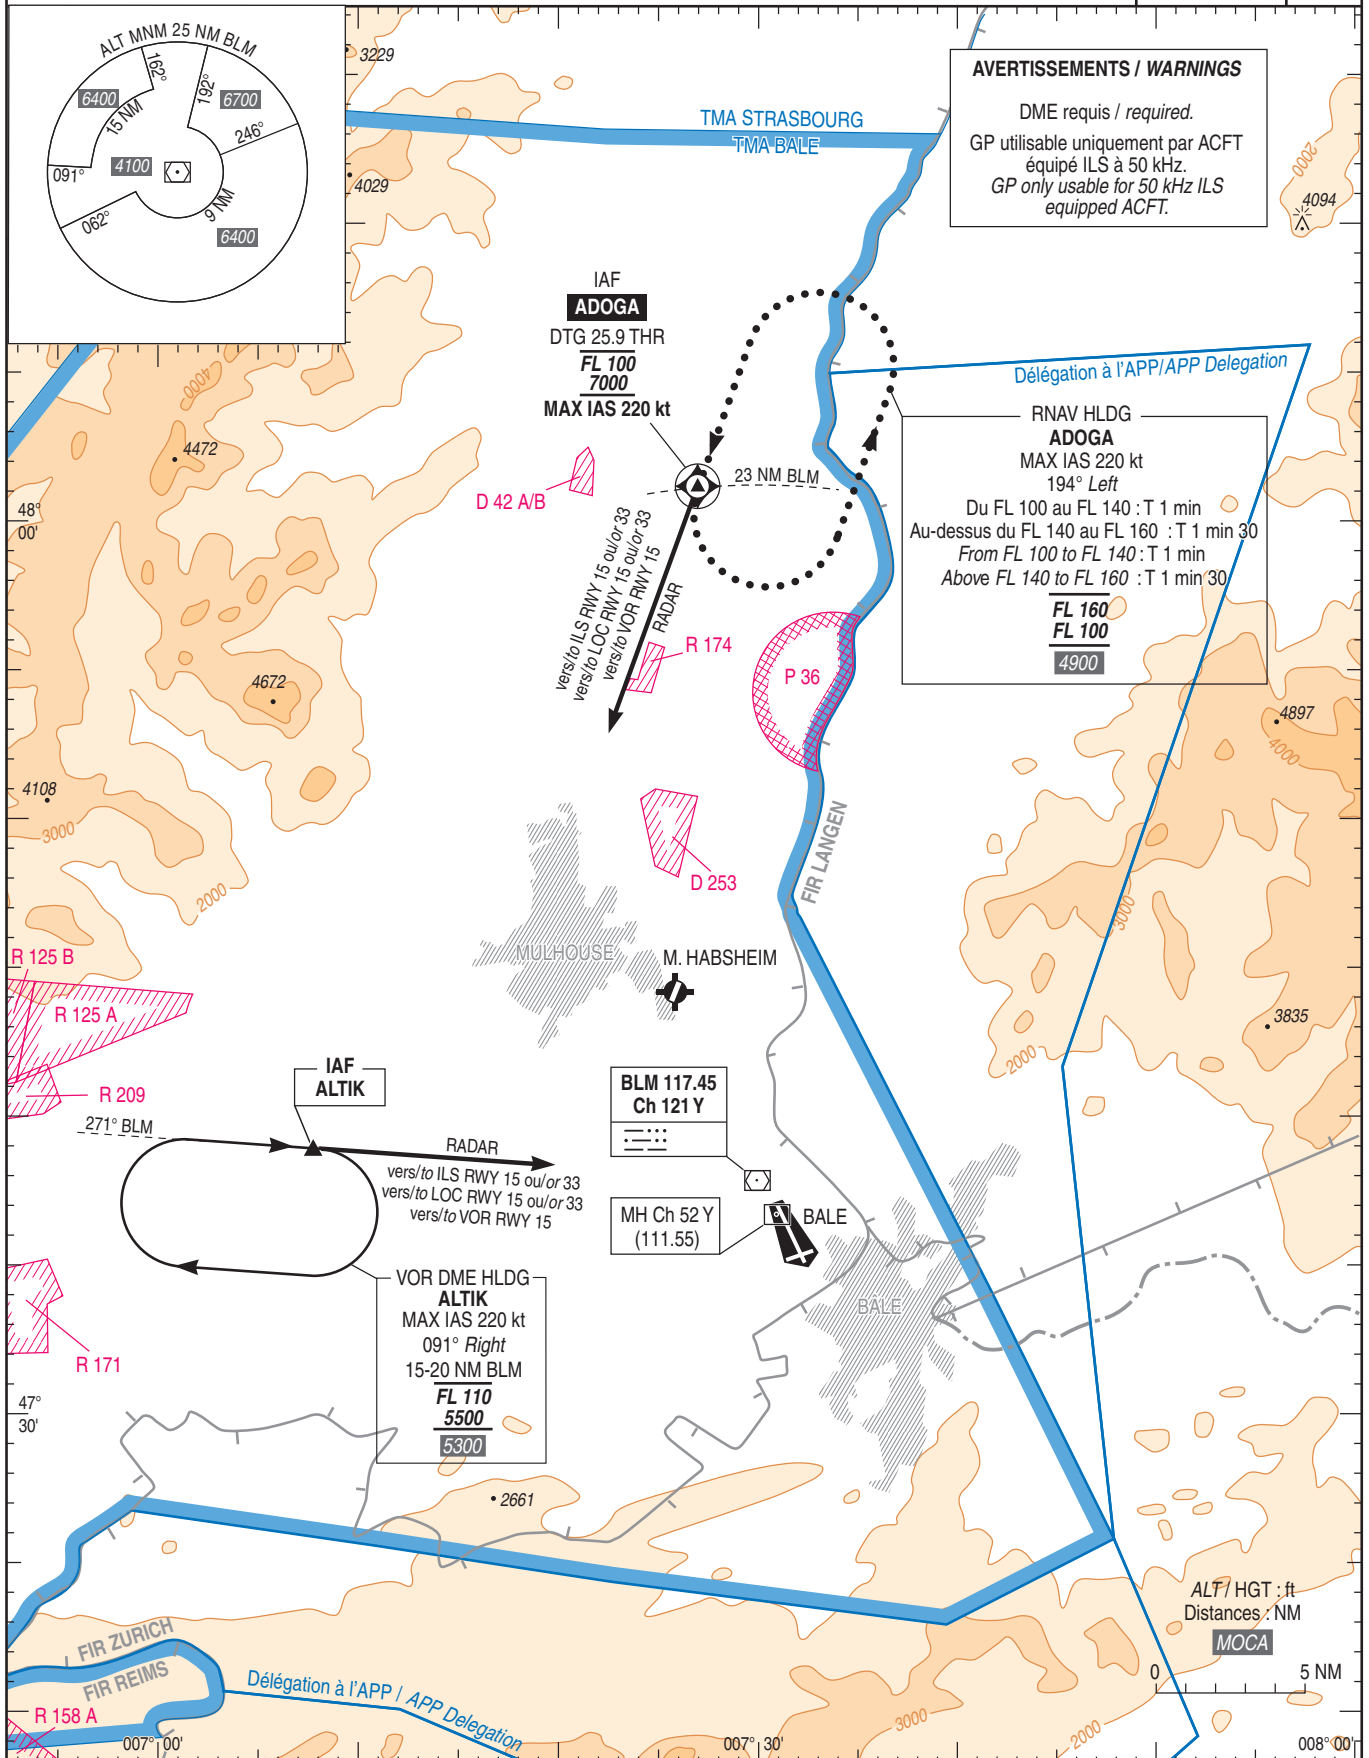 ALT MNM 25 NM BLM
162°
192°
6400
6700
15 NM
246°
4100
091°
062°
9 NM
6400
3229
4029
TMA STRASBOURG
TMA BALE
AVERTISSEMENTS / WARNINGS
DME requis / required.
GP utilisable uniquement par ACFT
équipé ILS à 50 kHz.
GP only usable for 50 kHz ILS
equipped ACFT.
2000
4094
IAF
ADOGA
DTG 25.9 THR
FL 100
7000
MAX IAS 220 kt
Délégation à l'APP/APP Delegation
4000
4472
D 42 A/B
23 NM BLM
RNAV HLDG
ADOGA
MAX IAS 220 kt
194° Left
Du FL 100 au FL 140 : T 1 min
Au-dessus du FL 140 au FL 160 : T 1 min 30
From FL 100 to FL 140 : T 1 min
Above FL 140 to FL 160 : T 1 min 30
FL 160
FL 100
4900
48°
00'
vers/to ILS RWY 15 ou/or 33
vers/to LOC RWY 15 ou/or 33
vers/to VOR RWY 15
RADAR
R 174
P 36
4672
4897
4000
4108
3000
2000
D 253
FIR LANGEN
3000
MULHOUSE
M. HABSHEIM
R 125 B
R 125 A
3835
2000
R 209
IAF
ALTIK
271° BLM
RADAR
vers/to ILS RWY 15 ou/or 33
vers/to LOC RWY 15 ou/or 33
vers/to VOR RWY 15
BLM 117.45
Ch 121 Y
MH Ch 52 Y
(111.55)
BALE
BALE
VOR DME HLDG
ALTIK
MAX IAS 220 kt
091° Right
15-20 NM BLM
FL 110
5500
5300
R 171
47°
30'
2661
ALT / HGT : ft
Distances : NM
MOCA
0
5 NM
FIR ZURICH
FIR REIMS
Délégation à l'APP / APP Delegation
R 158 A
3000
2000
007° 00'
007° 30'
008° 00'